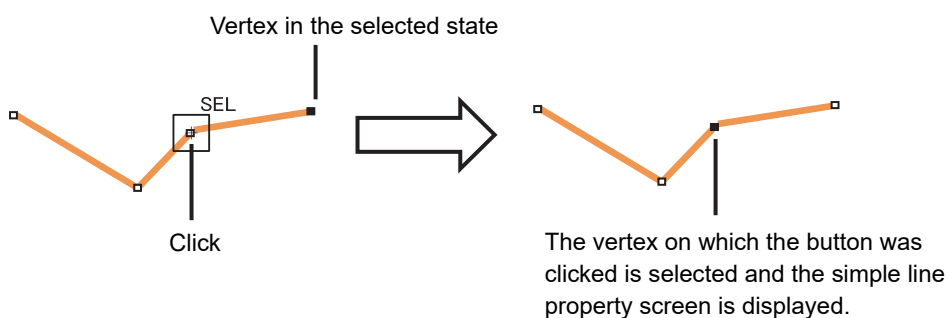 Vertex in the selected state
SEL
Click
The vertex on which the button was
clicked is selected and the simple line
property screen is displayed.